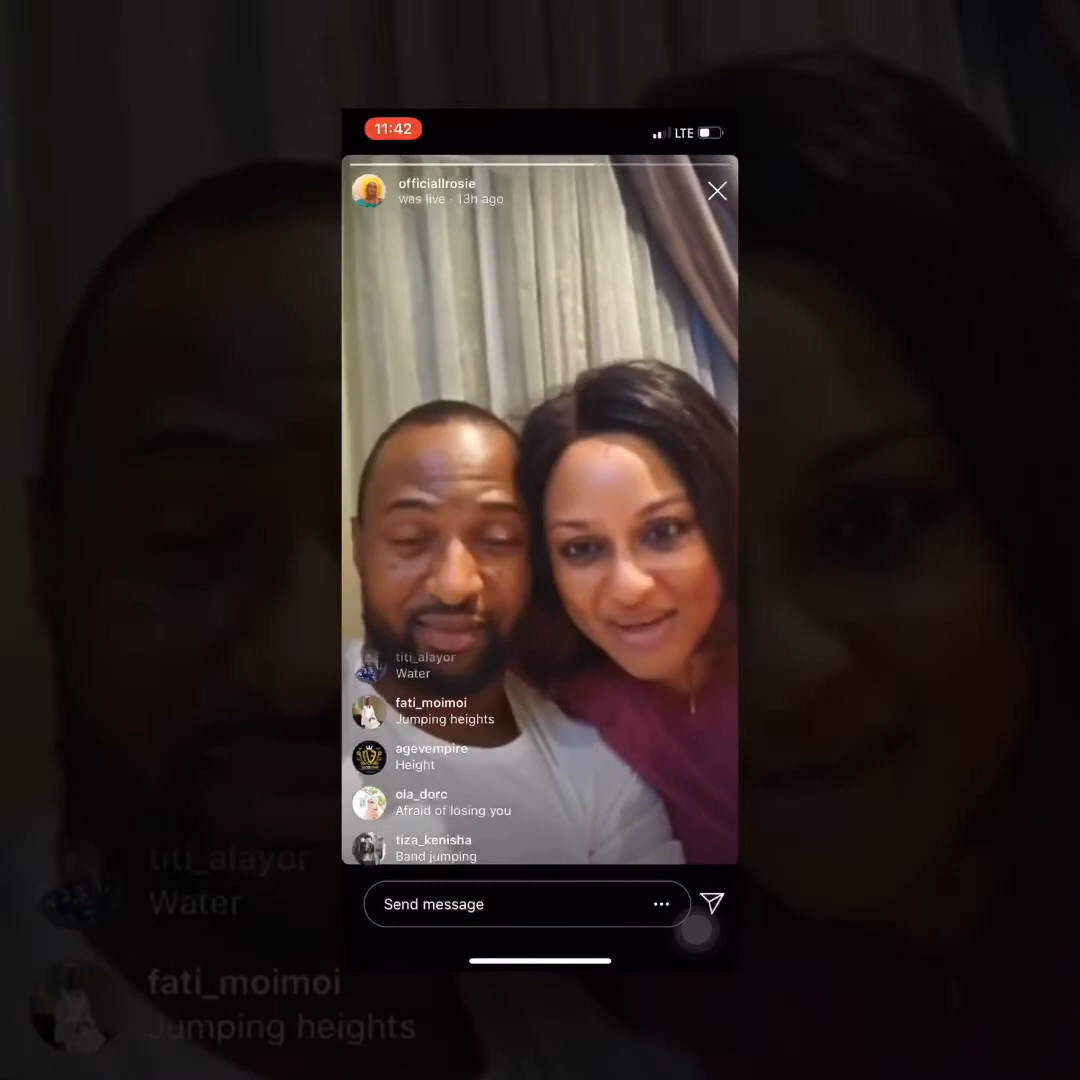 11:42
LTE
officiallrosie
was live · 13h ago
titi_alayor
Water
fati_moimoi
Jumping heights
agevempire
Height
ola_dorc
Afraid of losing you
tiza_kenisha
Band jumping
Send message
titi_alayor
Water
fati_moimoi
Jumping heights